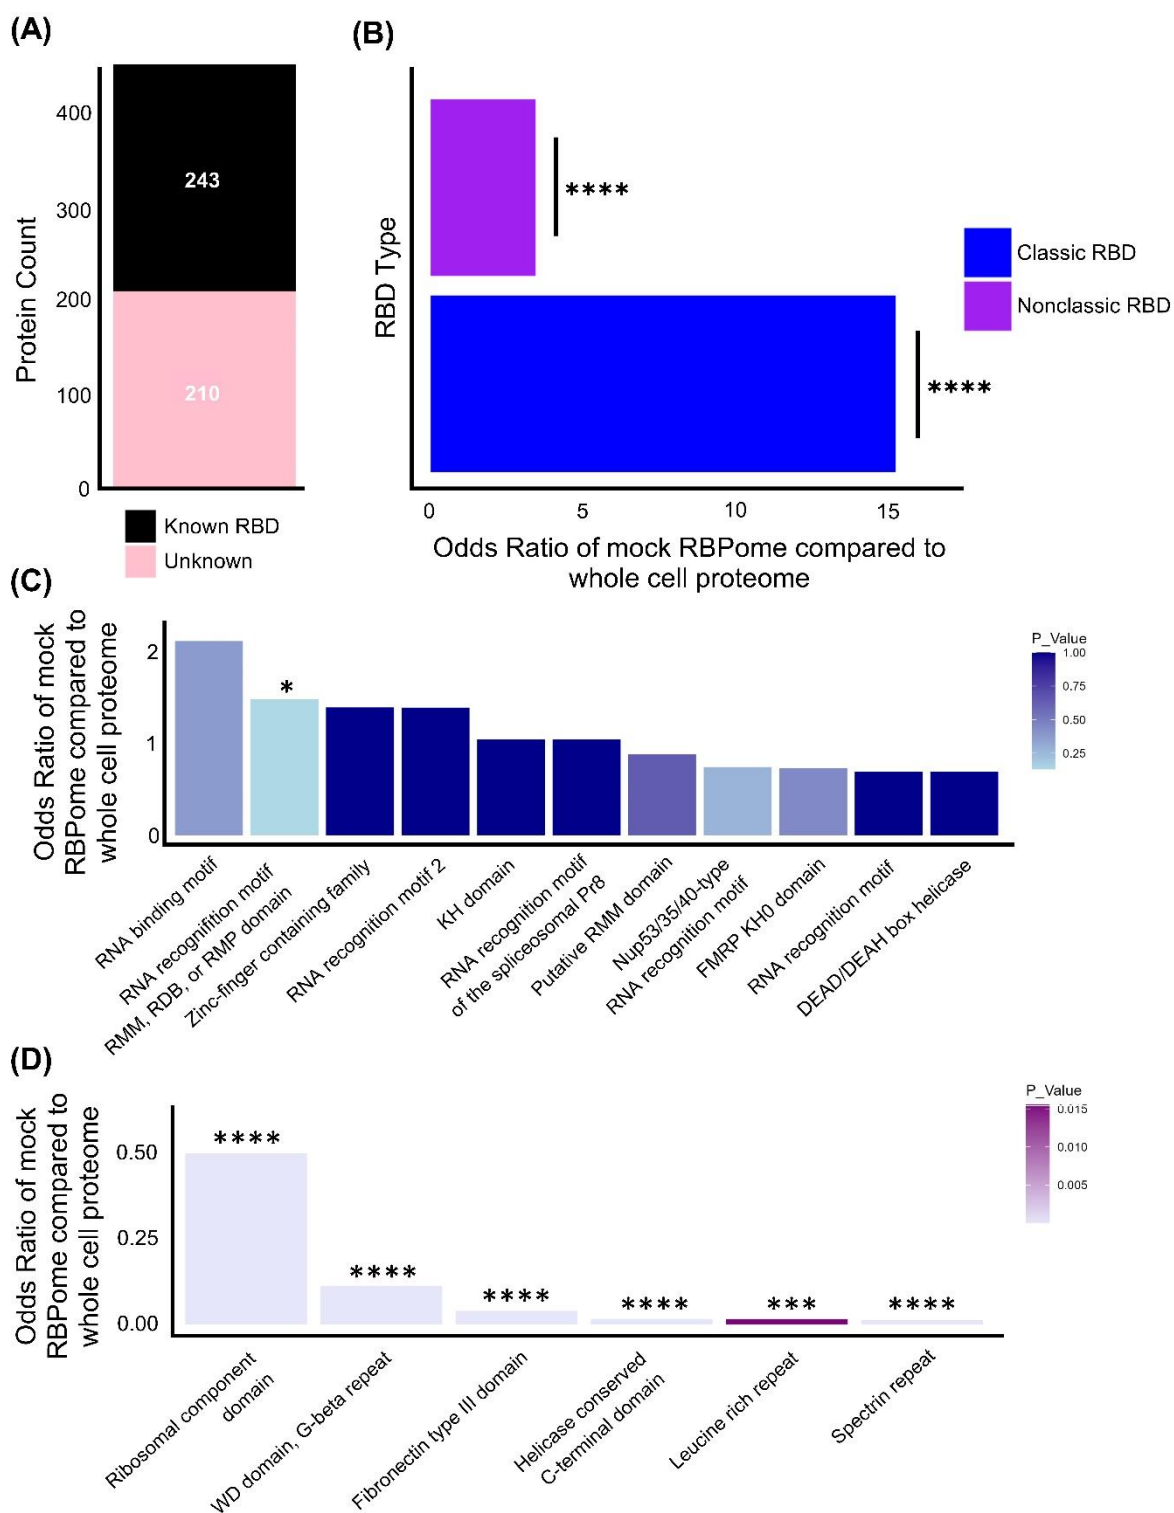 (A)
Protein Count
400
300
200
100
0
243
210
Known RBD
Unknown
(B)
RBD Type
****
****
0
5
10
15
Odds Ratio of mock RBPome compared to
whole cell proteome
Classic RBD
Nonclassic RBD
(C)
Odds Ratio of mock
RBPome compared to
whole cell proteome
2
1
0
*
RNA binding motif
RNA recognifition motif
RMM, RDB, or RMP domain
Zinc-finger containing family
RNA recognition motif 2
KH domain
RNA recognition motif
of the spliceosomal Pr8
Putative RMM domain
Nup53/35/40-type
RNA recognition motif
FMRP KH0 domain
RNA recognition motif
DEAD/DEAH box helicase
P_Value
1.00
0.75
0.50
0.25
(D)
Odds Ratio of mock
RBPome compared to
whole cell proteome
0.50
0.25
0.00
****
****
****
****
***
****
Ribosomal component
domain
WD domain, G-beta repeat
Fibronectin type III domain
Helicase conserved
C-terminal domain
Leucine rich repeat
Spectrin repeat
P_Value
0.015
0.010
0.005